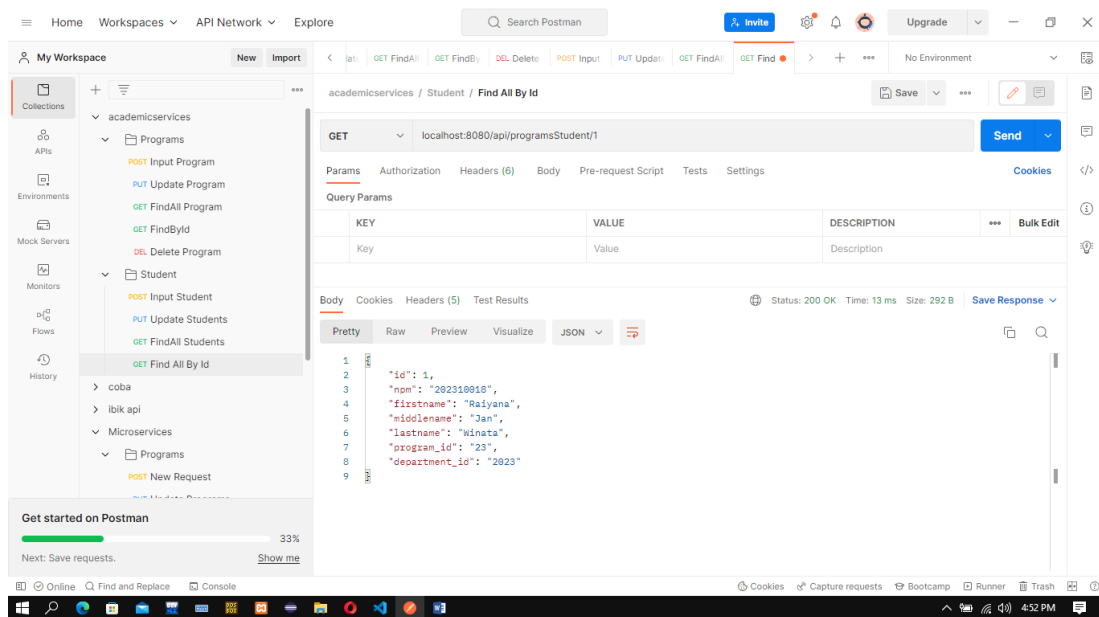 Home Workspaces API Network Explore Search Postman Invite Upgrade
My Workspace New Import GET FindAll GET FindBy DEL Delete POST Input PUT Update GET FindAll GET Find No Environment
Collections
APIs
Environments
Mock Servers
Monitors
Flows
History
academicservices
Programs
POST Input Program
PUT Update Program
GET FindAll Program
GET FindById
DEL Delete Program
Student
POST Input Student
PUT Update Students
GET FindAll Students
GET Find All By Id
coba
ibik api
Microservices
Programs
POST New Request
PUT Update Programs
Get started on Postman
33%
Next: Save requests. Show me
academicservices / Student / Find All By Id Save
GET localhost:8080/api/programsStudent/1 Send
Params Authorization Headers (6) Body Pre-request Script Tests Settings Cookies
Query Params
KEY VALUE DESCRIPTION Bulk Edit
Key Value Description
Body Cookies Headers (5) Test Results Status: 200 OK Time: 13 ms Size: 292 B Save Response
Pretty Raw Preview Visualize JSON
1 {
2 "id": 1,
3 "npm": "202310018",
4 "firstname": "Raiyana",
5 "middlename": "Jan",
6 "lastname": "Winata",
7 "program_id": "23",
8 "department_id": "2023"
9 }
Online Find and Replace Console Cookies Capture requests Bootcamp Runner Trash
4:52 PM